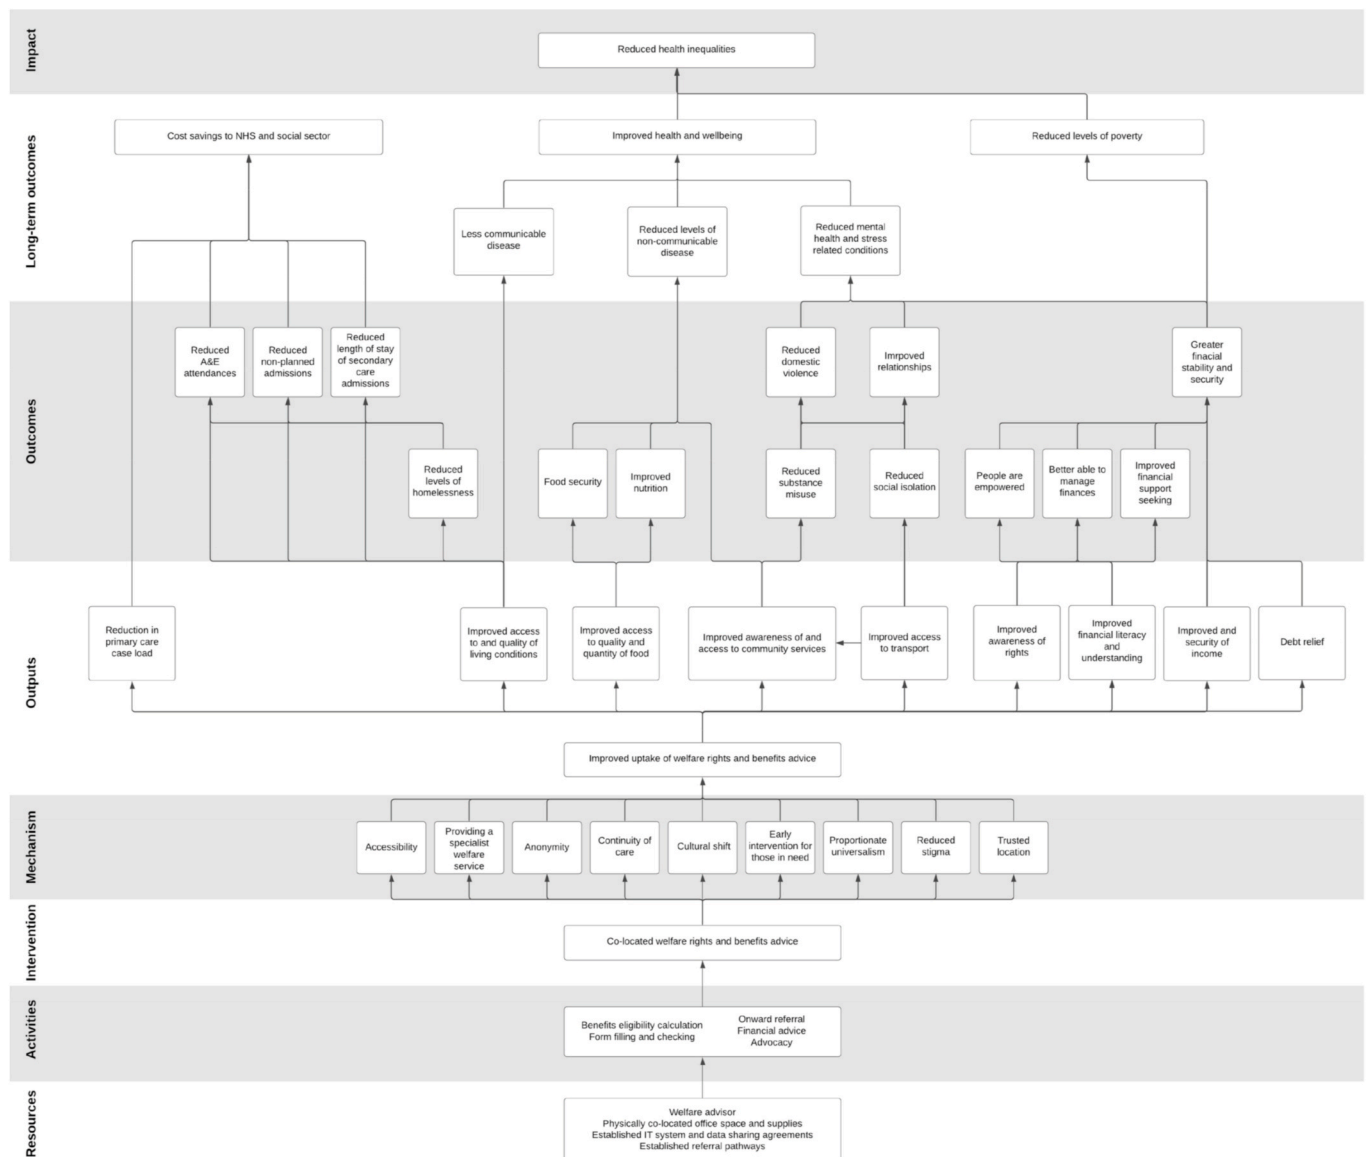 Impact
Reduced health inequalities
Long-term outcomes
Cost savings to NHS and social sector
Improved health and wellbeing
Reduced levels of poverty
Less communicable
disease
Reduced levels of
non-communicable
disease
Reduced mental
health and stress
related conditions
Outcomes
Reduced
A&E
attendances
Reduced
non-planned
admissions
Reduced
length of stay
of secondary
care
admissions
Reduced
domestic
violence
Imrpoved
relationships
Greater
finacial
stability and
security
Reduced
levels of
homelessness
Food security
Improved
nutrition
Reduced
substance
misuse
Reduced
social isolation
People are
empowered
Better able to
manage
finances
Improved
financial
support
seeking
Outputs
Reduction in
primary care
case load
Improved access
to and quality of
living conditions
Improved access
to quality and
quantity of food
Improved awareness of and
access to community services
Improved access
to transport
Improved
awareness of
rights
Improved
financial literacy
and
understanding
Improved and
security of
income
Debt relief
Improved uptake of welfare rights and benefits advice
Mechanism
Accessibility
Providing a
specialist
welfare
service
Anonymity
Continuity of
care
Cultural shift
Early
intervention for
those in need
Proportionate
universalism
Reduced
stigma
Trusted
location
Intervention
Co-located welfare rights and benefits advice
Activities
Benefits eligibility calculation
Form filling and checking
Onward referral
Financial advice
Advocacy
Resources
Welfare advisor
Physically co-located office space and supplies
Established IT system and data sharing agreements
Established referral pathways